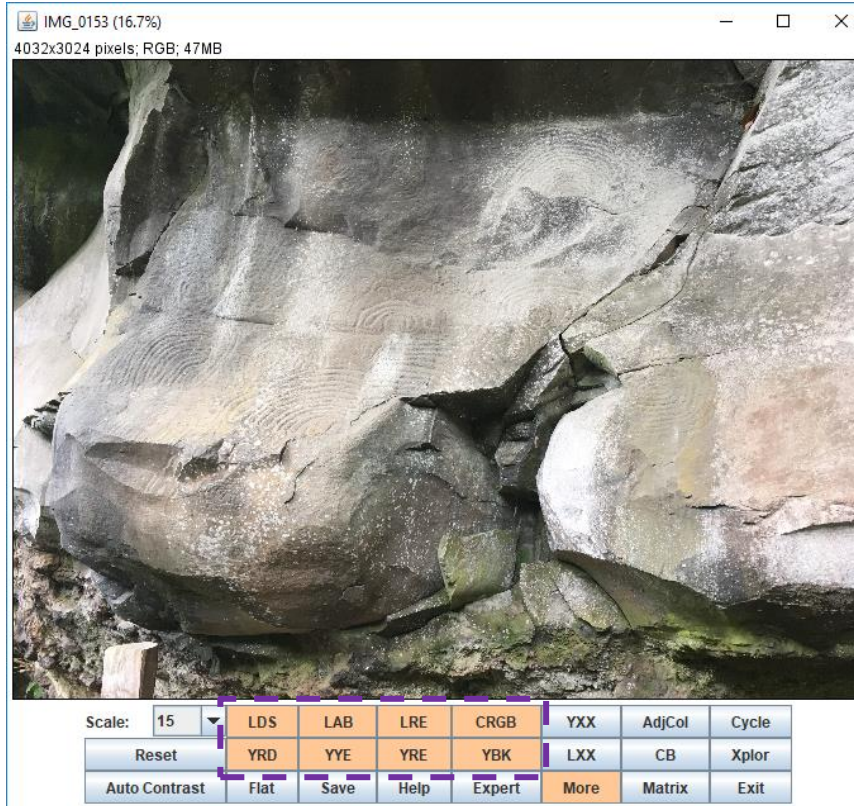 IMG_0153 (16.7%)
4032x3024 pixels; RGB; 47MB
Scale: 15 LDS LAB LRE CRGB YXX AdjCol Cycle
Reset YRD YYE YRE YBK LXX CB Xplor
Auto Contrast Flat Save Help Expert More Matrix Exit